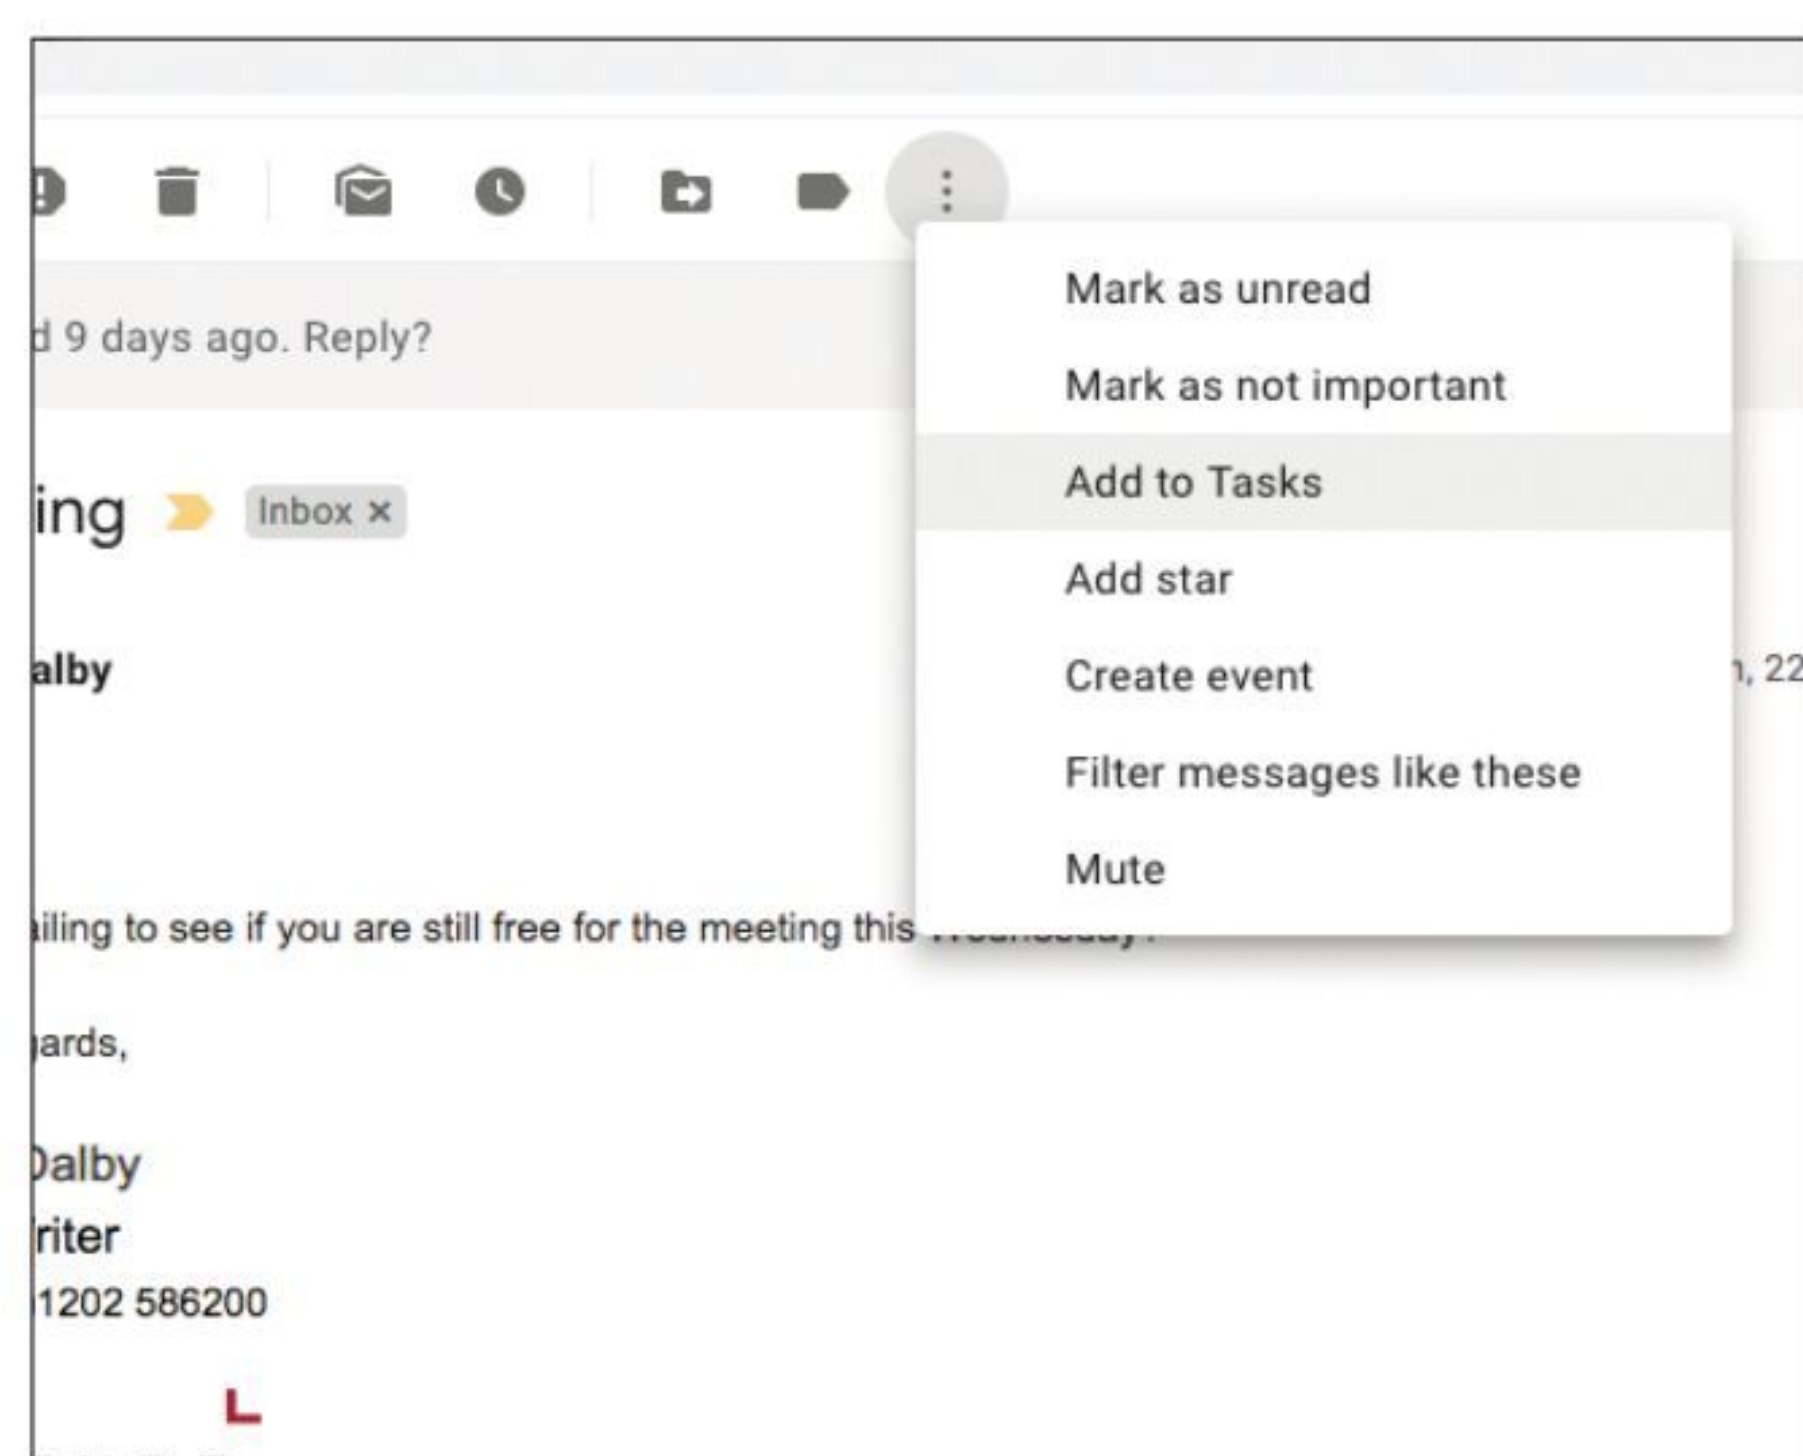 d 9 days ago. Reply?
Mark as unread
Mark as not important
Add to Tasks
Add star
Create event
Filter messages like these
Mute
ing Inbox ×
alby
, 22
iling to see if you are still free for the meeting this
ards,
Dalby
riter
1202 586200
L